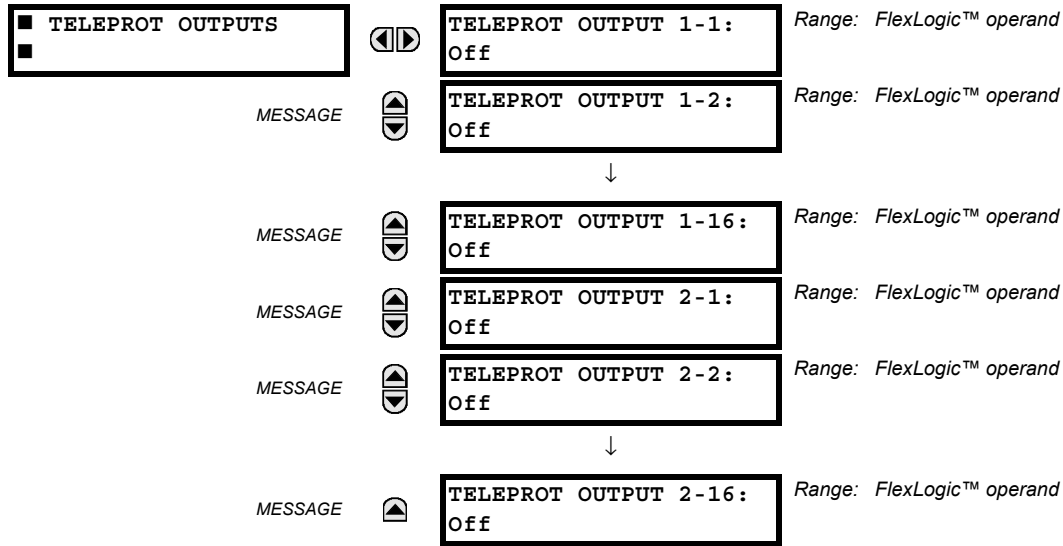 ■ TELEPROT OUTPUTS
■
TELEPROT OUTPUT 1-1:
Off
Range: FlexLogic™ operand
MESSAGE
TELEPROT OUTPUT 1-2:
Off
Range: FlexLogic™ operand
↓
MESSAGE
TELEPROT OUTPUT 1-16:
Off
Range: FlexLogic™ operand
MESSAGE
TELEPROT OUTPUT 2-1:
Off
Range: FlexLogic™ operand
MESSAGE
TELEPROT OUTPUT 2-2:
Off
Range: FlexLogic™ operand
↓
MESSAGE
TELEPROT OUTPUT 2-16:
Off
Range: FlexLogic™ operand